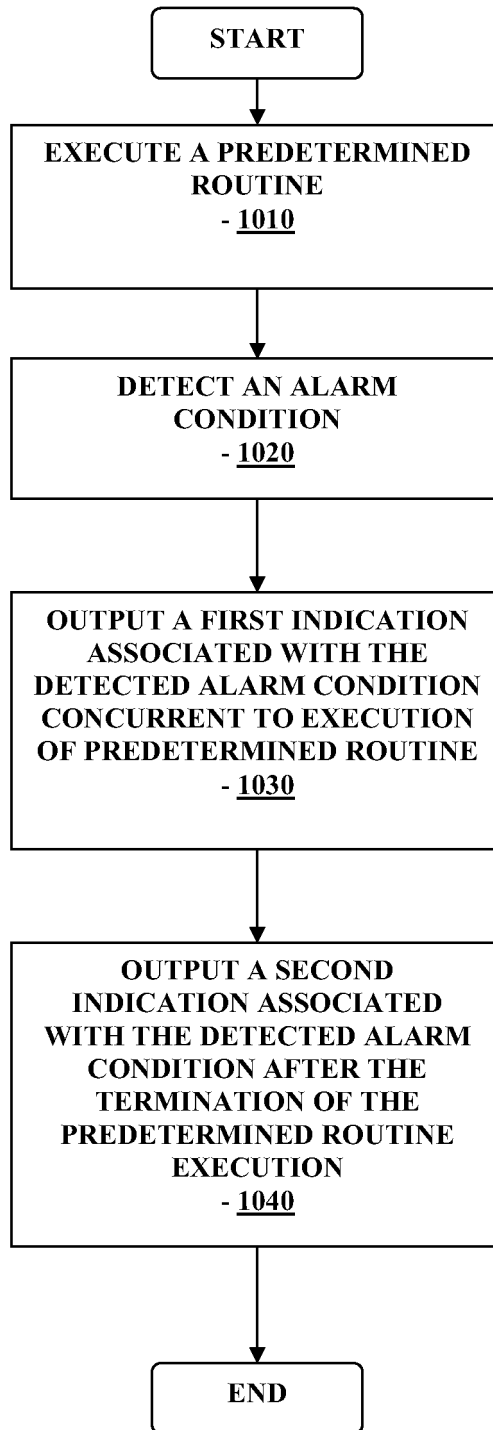 START
EXECUTE A PREDETERMINED
ROUTINE
- 1010
DETECT AN ALARM
CONDITION
- 1020
OUTPUT A FIRST INDICATION
ASSOCIATED WITH THE
DETECTED ALARM CONDITION
CONCURRENT TO EXECUTION
OF PREDETERMINED ROUTINE
- 1030
OUTPUT A SECOND
INDICATION ASSOCIATED
WITH THE DETECTED ALARM
CONDITION AFTER THE
TERMINATION OF THE
PREDETERMINED ROUTINE
EXECUTION
- 1040
END